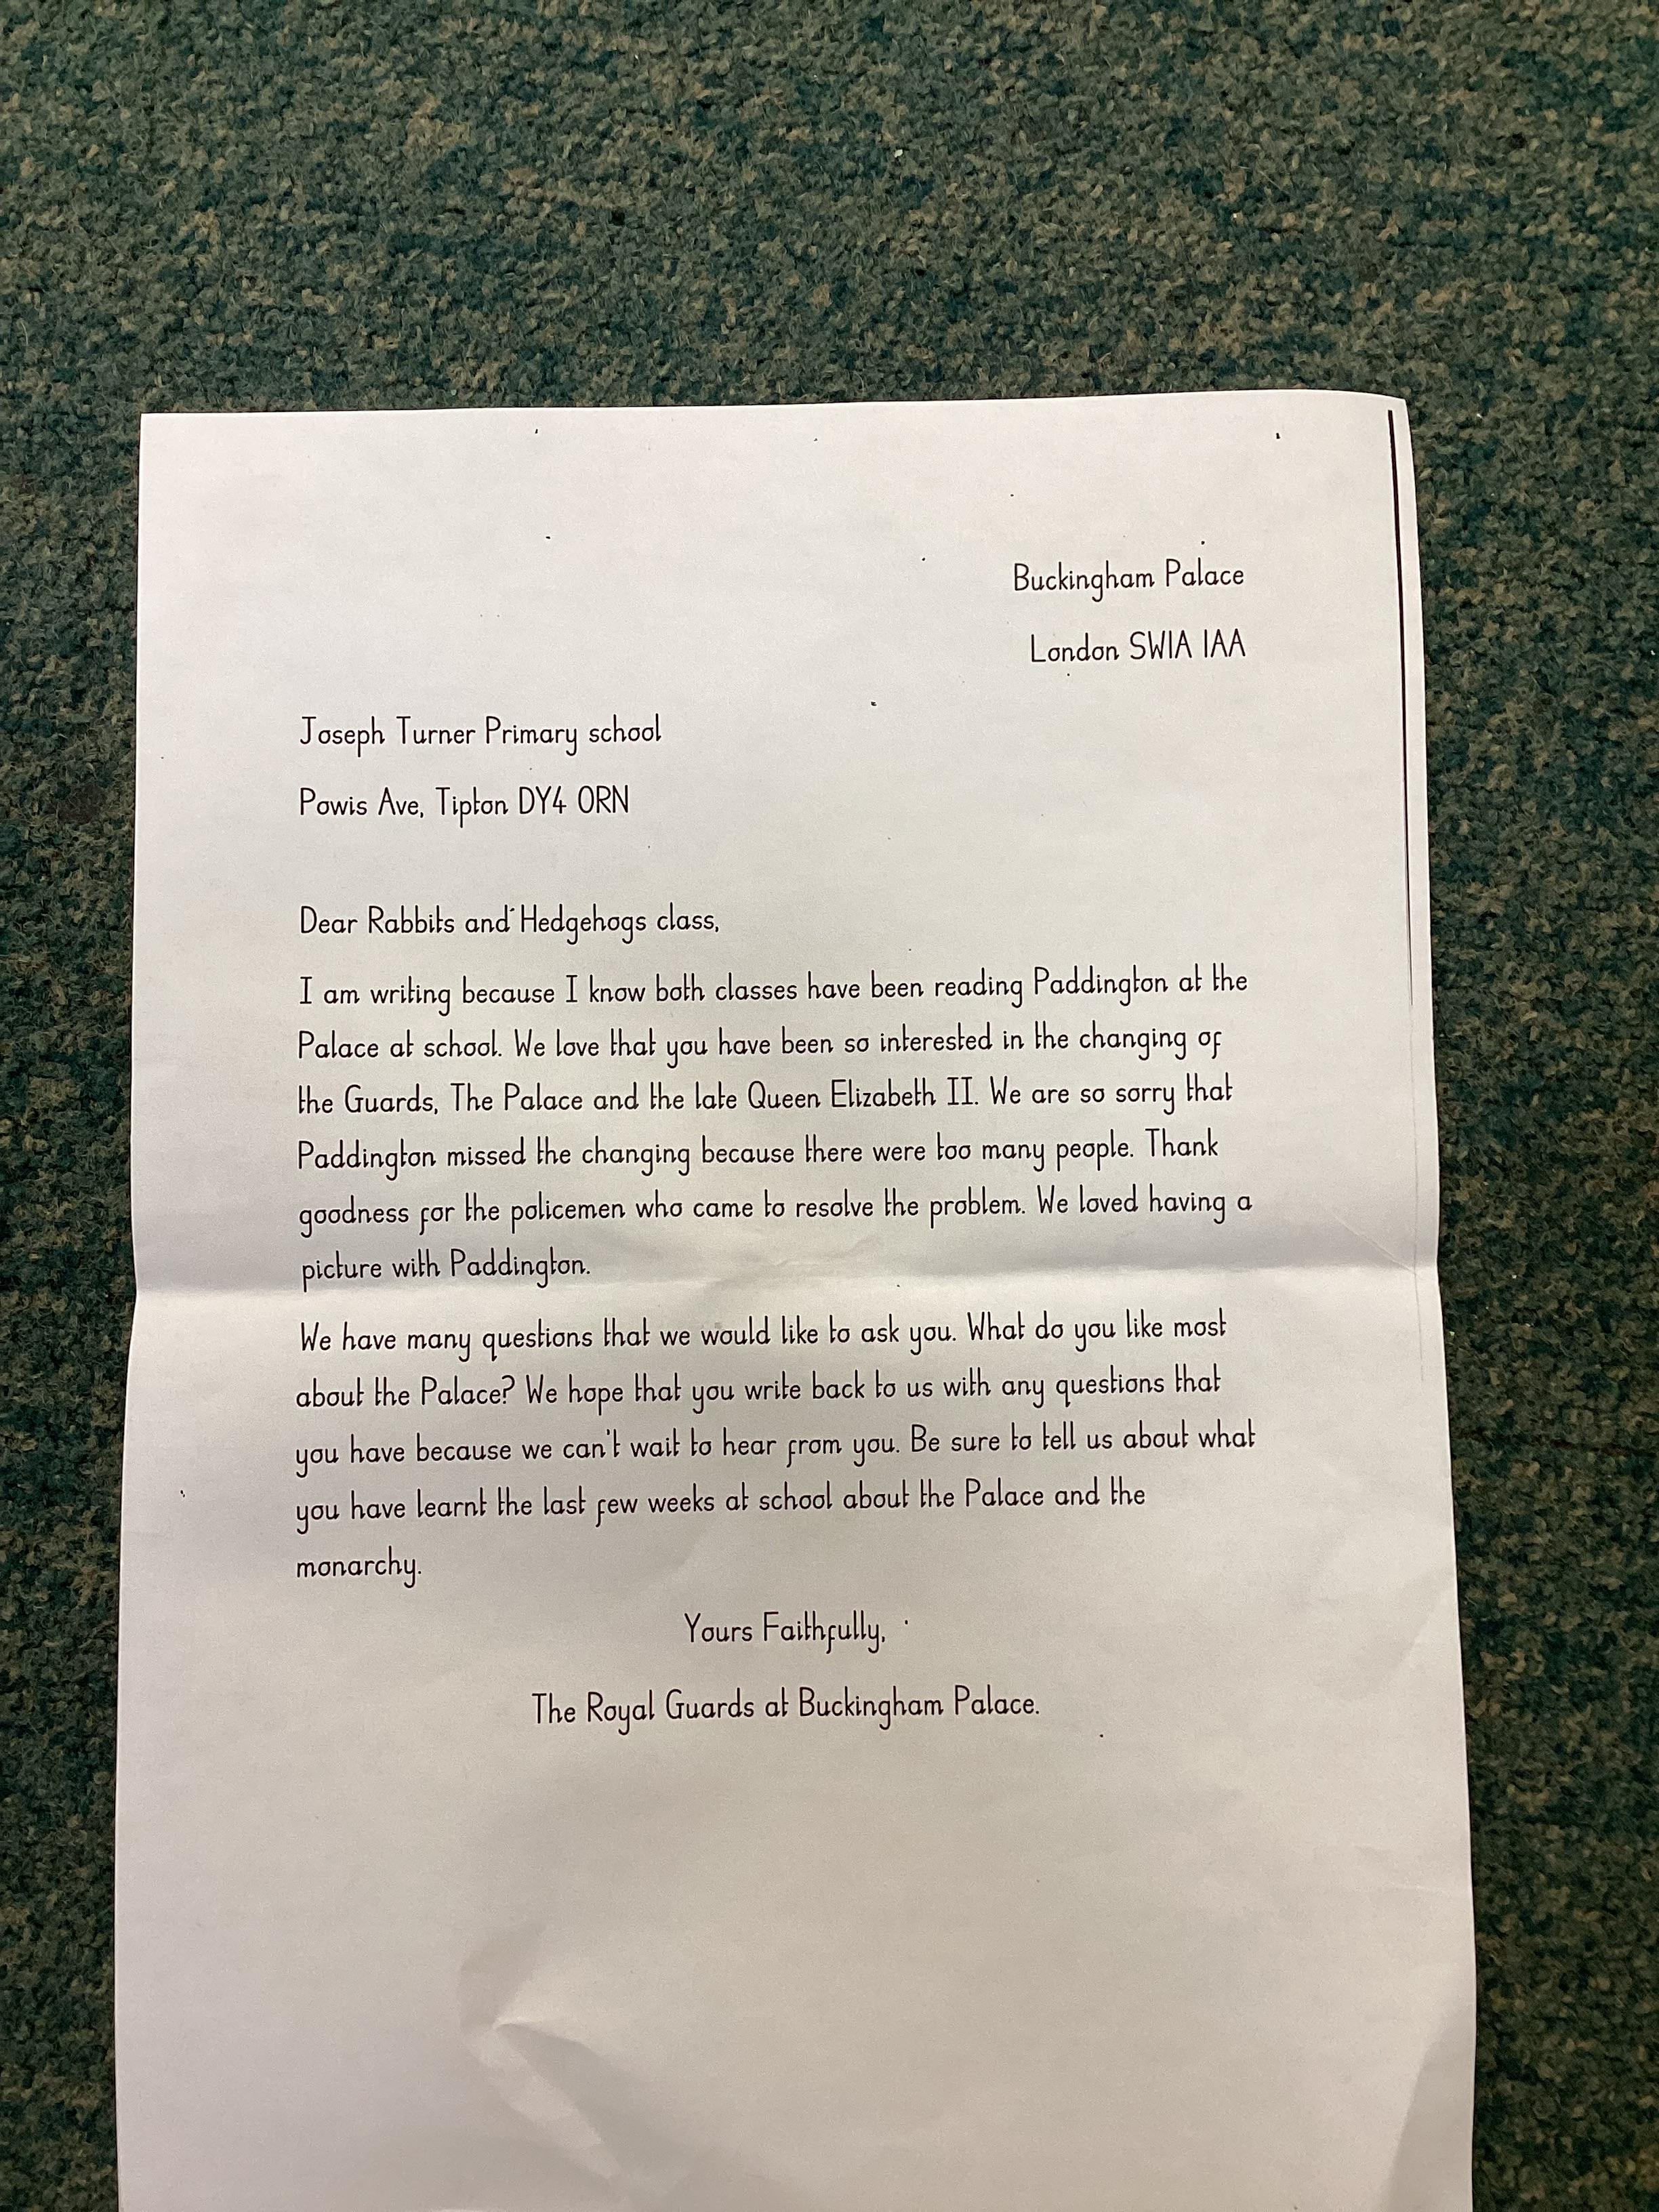 Buckingham Palace
London SW1A 1AA
Joseph Turner Primary school
Powis Ave, Tipton DY4 0RN
Dear Rabbits and Hedgehogs class,
I am writing because I know both classes have been reading Paddington at the
Palace at school. We love that you have been so interested in the changing of
the Guards, The Palace and the late Queen Elizabeth II. We are so sorry that
Paddington missed the changing because there were too many people. Thank
goodness for the policemen who came to resolve the problem. We loved having a
picture with Paddington.
We have many questions that we would like to ask you. What do you like most
about the Palace? We hope that you write back to us with any questions that
you have because we can't wait to hear from you. Be sure to tell us about what
you have learnt the last few weeks at school about the Palace and the
monarchy.
Yours Faithfully,
The Royal Guards at Buckingham Palace.